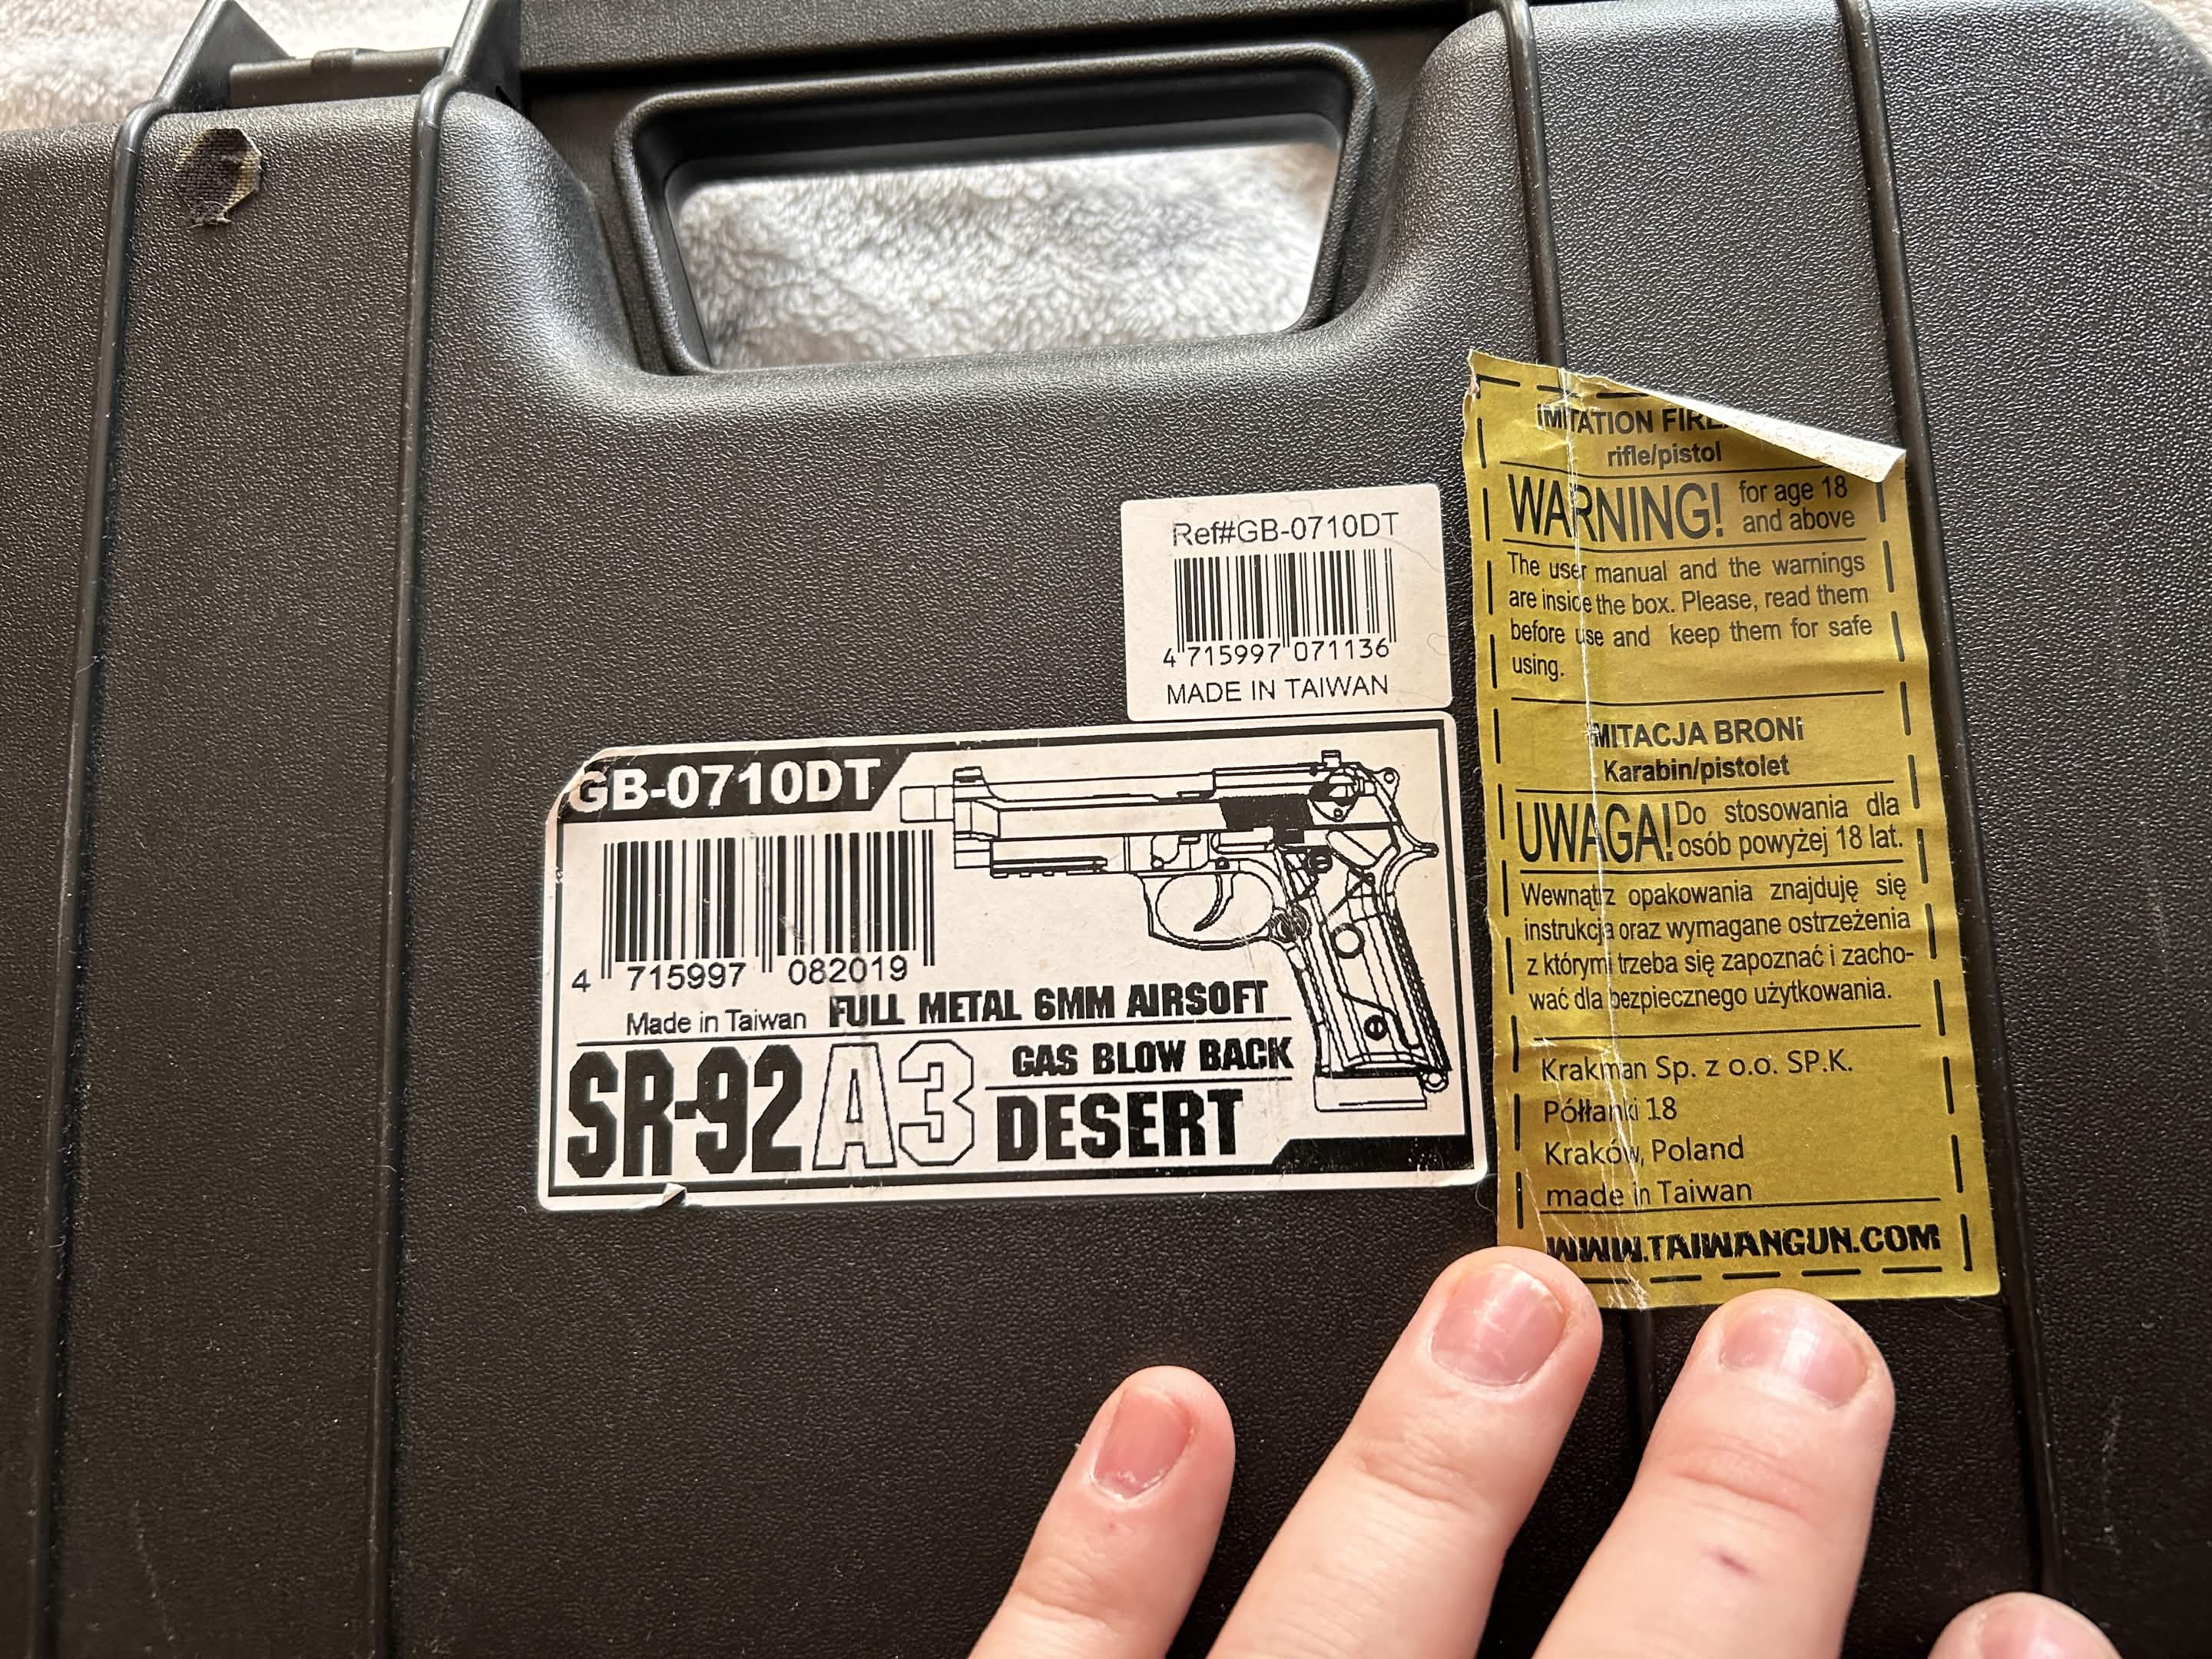 Ref#GB-0710DT
4 715997 071136
MADE IN TAIWAN
GB-0710DT
4 715997 082019
Made in Taiwan FULL METAL 6MM AIRSOFT
SR-92 A3 GAS BLOW BACK
DESERT
IMITATION
rifle/pistol
WARNING! for age 18
and above
The user manual and the warnings
are inside the box. Please, read them
before use and keep them for safe
using.
IMITACJA BRONI
Karabin/pistolet
UWAGA! Do stosowania dla
osób powyżej 18 lat.
Wewnątrz opakowania znajduję się
instrukcja oraz wymagane ostrzeżenia
z którymi trzeba się zapoznać i zacho-
wać dla bezpiecznego użytkowania.
Krakman Sp. z o.o. SP.K.
Półłanki 18
Kraków, Poland
made in Taiwan
WWW.TAIWANGUN.COM